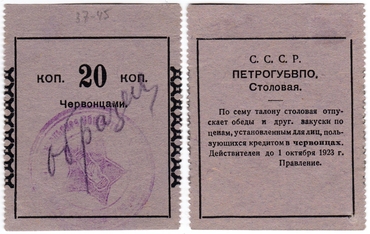 37-45
КОП. 20 КОП.
Червонцами.
образец
С. С. С. Р.
ПЕТРОГУБВПО,
Столовая.
По сему талону столовая отпу-
скает обеды и друг. закуски по
ценам, установленным для лиц, поль-
зующихся кредитом в червонцах.
Действителен до 1 октября 1923 г.
Правление.